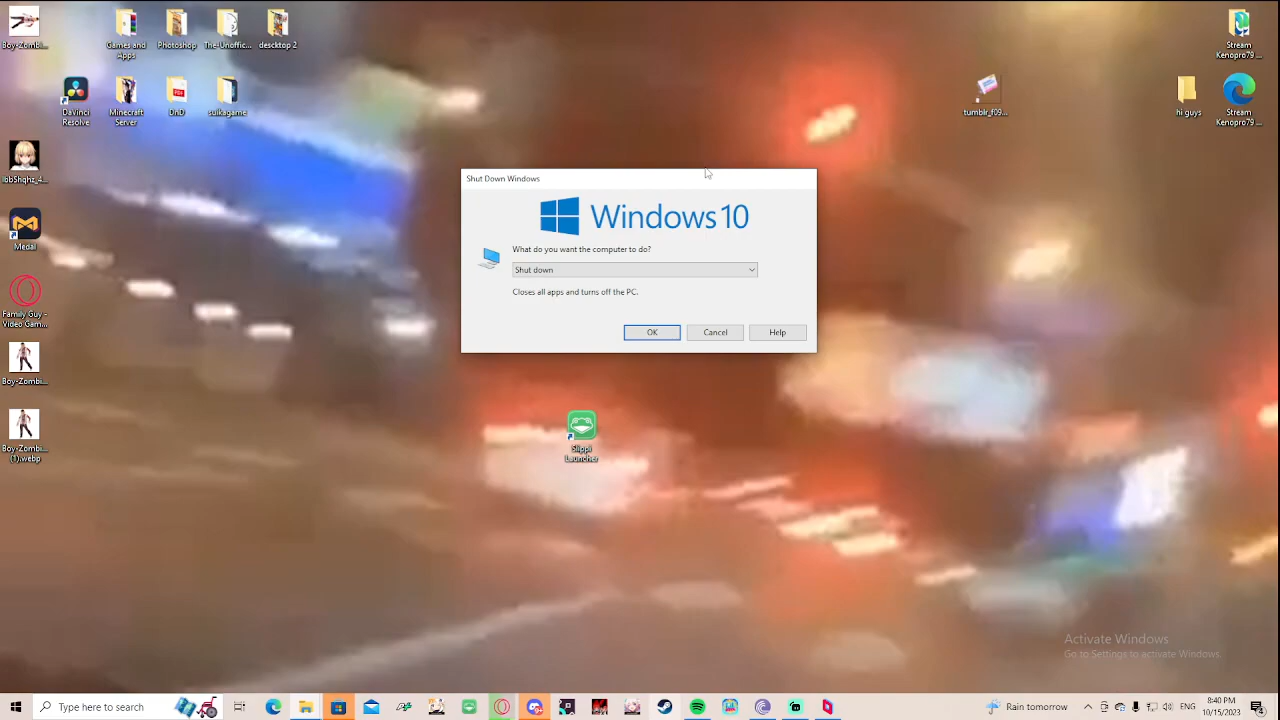 Boy-Zombi...
Games and
Apps
Photoshop
The-Unoffic...
descktop 2
Stream
Kenopro79 ...
DaVinci
Resolve
Minecraft
Server
PDF
DnD
suikagame
tumblr_f09...
hi guys
Stream
Kenopro79 ...
Shut Down Windows
Windows 10
What do you want the computer to do?
Shut down
Closes all apps and turns off the PC.
OK
Cancel
Help
Medal
Family Guy -
Video Gam...
Boy-Zombi...
Boy-Zombi...
(1).webp
Slippi
Launcher
Activate Windows
Go to Settings to activate Windows.
Type here to search
Rain tomorrow
ENG
8:40 PM
10/15/2023